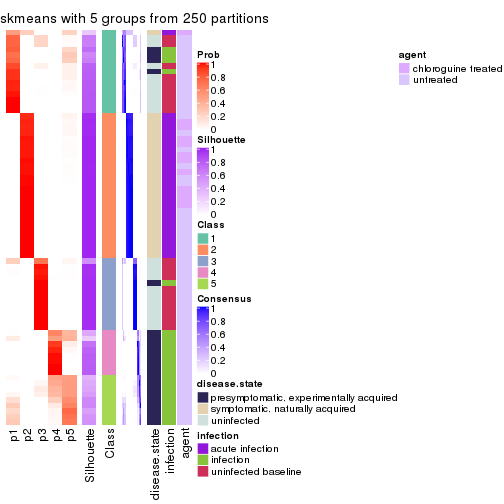 skmeans with 5 groups from 250 partitions
Prob
1
0.8
0.6
0.4
0.2
0
Silhouette
1
0.8
0.6
0.4
0.2
0
Class
1
2
3
4
5
Consensus
1
0.8
0.6
0.4
0.2
0
disease.state
presymptomatic. experimentally acquired
symptomatic. naturally acquired
uninfected
infection
acute infection
infection
uninfected baseline
agent
chloroguine treated
untreated
p1
p2
p3
p4
p5
Silhouette
Class
disease.state
infection
agent